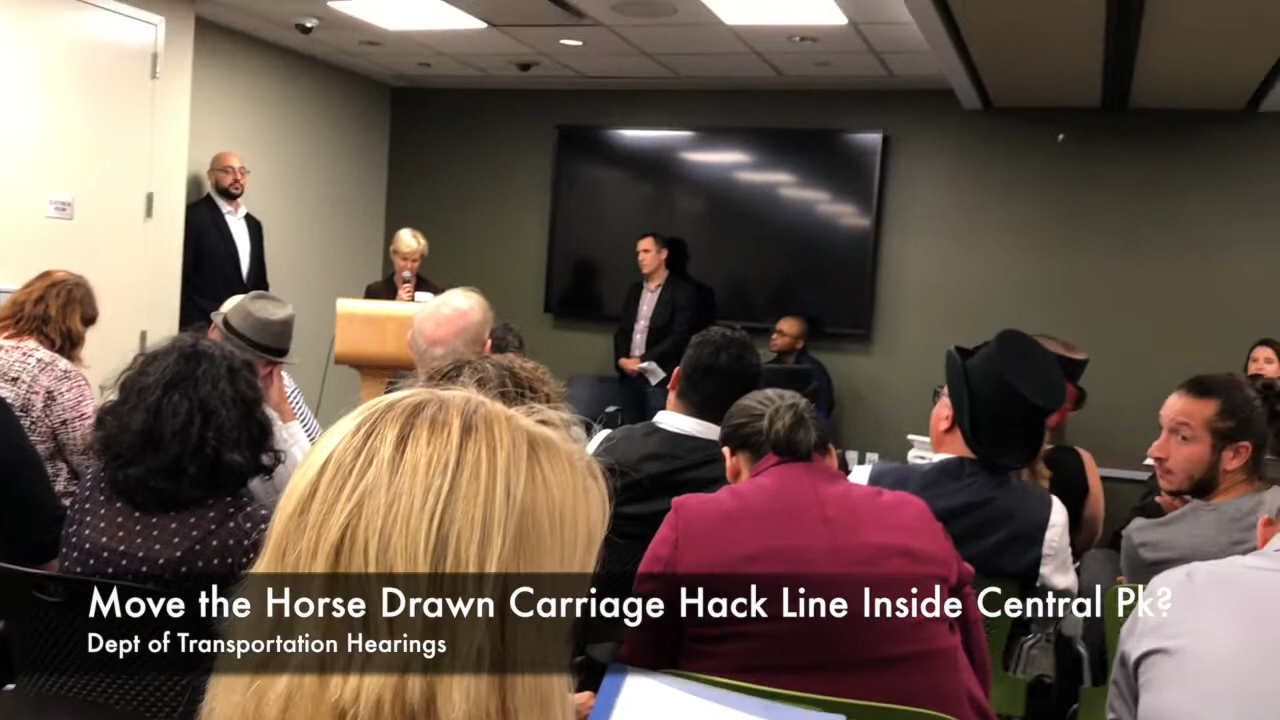 Move the Horse Drawn Carriage Hack Line Inside Central Pk?
Dept of Transportation Hearings